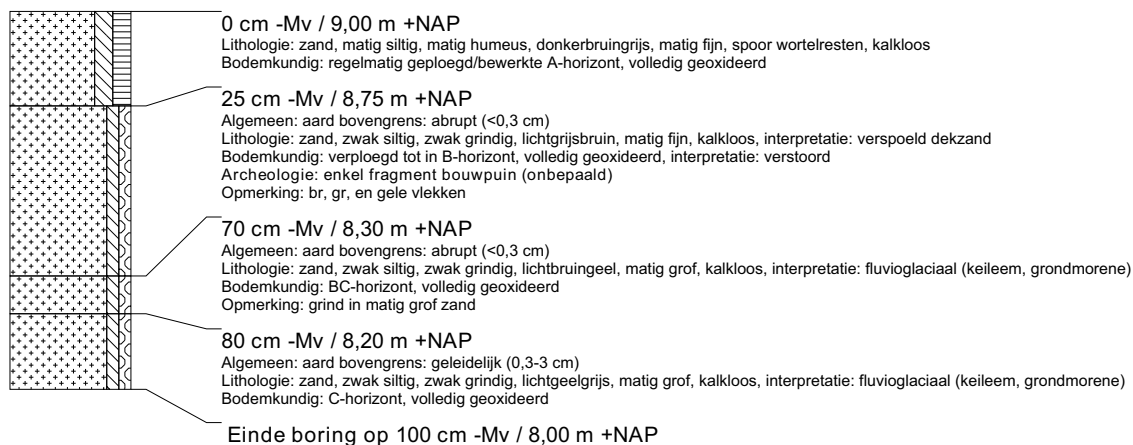 0 cm -Mv / 9,00 m +NAP
Lithologie: zand, matig siltig, matig humeus, donkerbruingrijs, matig fijn, spoor wortelresten, kalkloos
Bodemkundig: regelmatig geploegd/bewerkte A-horizont, volledig geoxideerd
25 cm -Mv / 8,75 m +NAP
Algemeen: aard bovengrens: abrupt (<0,3 cm)
Lithologie: zand, zwak siltig, zwak grindig, lichtgrijsbruin, matig fijn, kalkloos, interpretatie: verspoeld dekzand
Bodemkundig: verploegd tot in B-horizont, volledig geoxideerd, interpretatie: verstoord
Archeologie: enkel fragment bouwpuin (onbepaald)
Opmerking: br, gr, en gele vlekken
70 cm -Mv / 8,30 m +NAP
Algemeen: aard bovengrens: abrupt (<0,3 cm)
Lithologie: zand, zwak siltig, zwak grindig, lichtbruingeel, matig grof, kalkloos, interpretatie: fluvioglaciaal (keileem, grondmorene)
Bodemkundig: BC-horizont, volledig geoxideerd
Opmerking: grind in matig grof zand
80 cm -Mv / 8,20 m +NAP
Algemeen: aard bovengrens: geleidelijk (0,3-3 cm)
Lithologie: zand, zwak siltig, zwak grindig, lichtgeelgrijs, matig grof, kalkloos, interpretatie: fluvioglaciaal (keileem, grondmorene)
Bodemkundig: C-horizont, volledig geoxideerd
Einde boring op 100 cm -Mv / 8,00 m +NAP